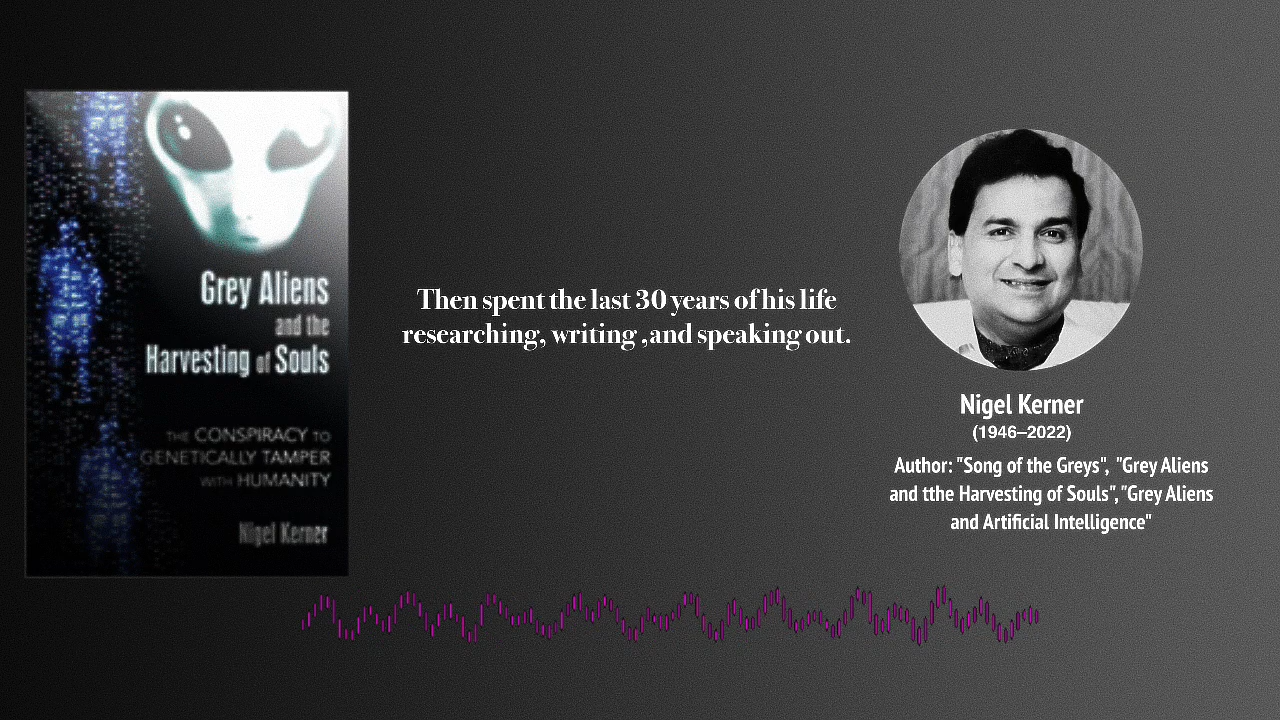 Grey Aliens
and the
Harvesting of Souls
THE CONSPIRACY TO
GENETICALLY TAMPER
WITH HUMANITY
Nigel Kerner
Then spent the last 30 years of his life
researching, writing ,and speaking out.
Nigel Kerner
(1946–2022)
Author: "Song of the Greys", "Grey Aliens
and tthe Harvesting of Souls","Grey Aliens
and Artificial Intelligence"